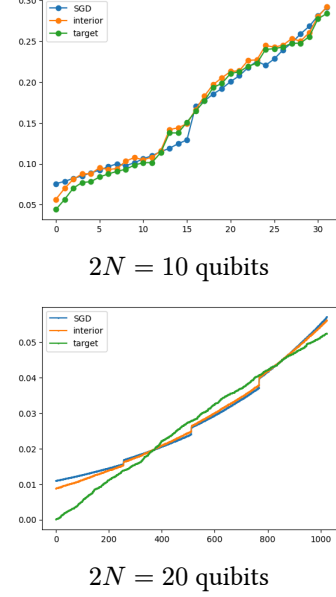 0.30
SGD
interior
target
0.25
0.20
0.15
0.10
0.05
0 5 10 15 20 25 30
2N = 10 quibits
SGD
interior
target
0.05
0.04
0.03
0.02
0.01
0.00
0 200 400 600 800 1000
2N = 20 quibits